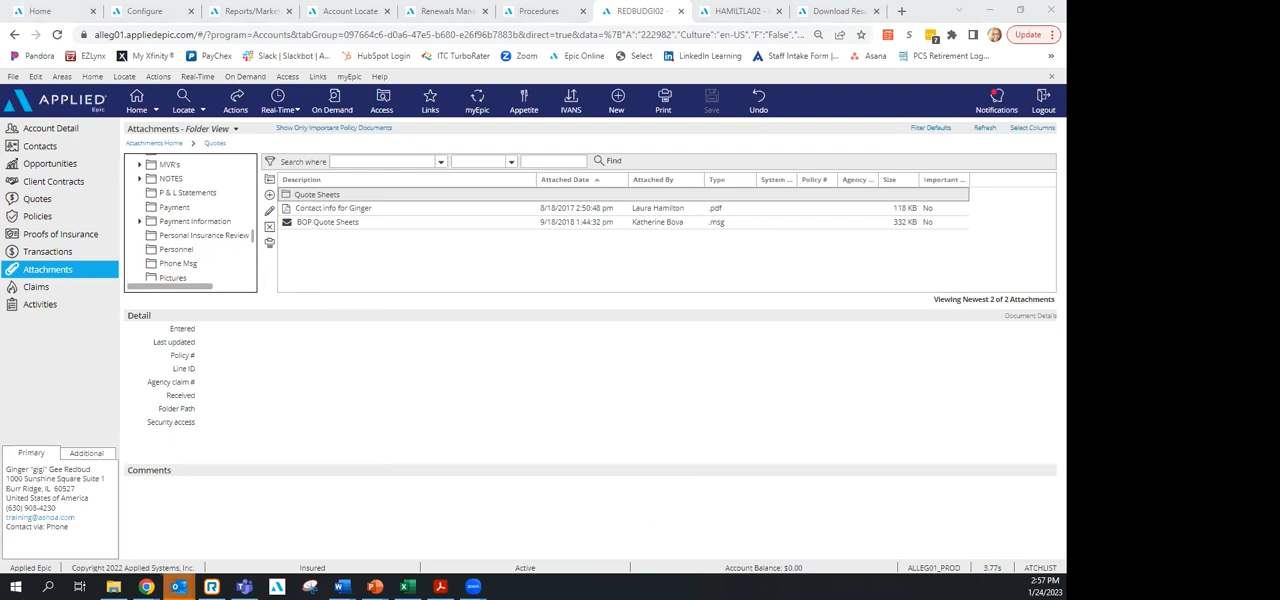 Home
Configure
Reports/Market
Account Locate
Renewals Man
Procedures
REDBUDGI02 -
HAMILTLA02 -
Download Resu
alleg01.appliedepic.com/#/?program=Accounts&tabGroup=097664c6-d0a6-47e5-b680-e26f96b7883b&direct=true&data=%7B"A":"222982","Culture":"en-US","F":"False","...
Update
Pandora
EZLynx
My Xfinity®
PayChex
Slack | Slackbot | A...
HubSpot Login
ITC TurboRater
Zoom
Epic Online
Select
LinkedIn Learning
Staff Intake Form |...
Asana
PCS Retirement Log...
File Edit Areas Home Locate Actions Real-Time On Demand Access Links myEpic Help
APPLIED
Epic
Home
Locate
Actions
Real-Time
On Demand
Access
Links
myEpic
Appetite
IVANS
New
Print
Save
Undo
Notifications
Logout
Account Detail
Contacts
Opportunities
Client Contracts
Quotes
Policies
Proofs of Insurance
Transactions
Attachments
Claims
Activities
Attachments - Folder View
Show Only Important Policy Documents
Filter Defaults
Refresh
Select Columns
Attachments Home > Quotes
MVR's
NOTES
P & L Statements
Payment
Payment Information
Personal Insurance Review
Personnel
Phone Msg
Pictures
Search where
Find
Description Attached Date Attached By Type System ... Policy # Agency ... Size Important ...
Quote Sheets
Contact info for Ginger 8/18/2017 2:50:48 pm Laura Hamilton .pdf 118 KB No
BOP Quote Sheets 9/18/2018 1:44:32 pm Katherine Bova .msg 332 KB No
Viewing Newest 2 of 2 Attachments
Detail
Document Details
Entered
Last updated
Policy #
Line ID
Agency claim #
Received
Folder Path
Security access
Comments
Primary
Additional
Ginger "gigi" Gee Redbud
1000 Sunshine Square Suite 1
Burr Ridge, IL 60527
United States of America
(630) 908-4230
training@asnoa.com
Contact via: Phone
Applied Epic
Copyright 2022 Applied Systems, Inc.
Insured
Active
Account Balance: $0.00
ALLEG01_PROD
3.77s
ATCHLIST
2:57 PM
1/24/2023